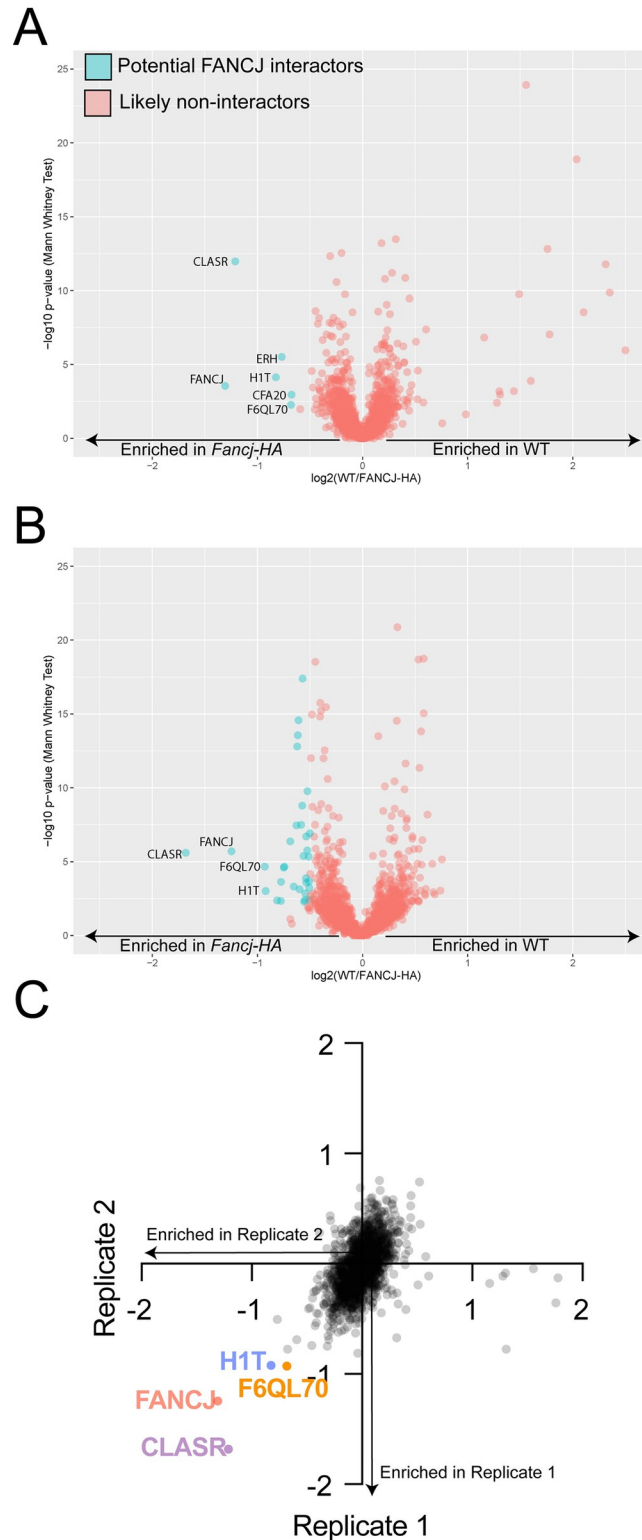 A
Potential FANCJ interactors
Likely non-interactors
25
20
15
10
5
0
−log10 p−value (Mann Whitney Test)
CLASR
ERH
H1T
FANCJ
CFA20
F6QL70
Enriched in Fancj-HA
Enriched in WT
−2
−1
0
1
2
log2(WT/FANCJ-HA)
B
25
20
15
10
5
0
−log10 p−value (Mann Whitney Test)
FANCJ
CLASR
F6QL70
H1T
Enriched in Fancj-HA
Enriched in WT
−2
−1
0
1
2
log2(WT/FANCJ-HA)
C
2
1
Replicate 2
Enriched in Replicate 2
-2
-1
1
2
H1T
-1
F6QL70
FANCJ
CLASR
Enriched in Replicate 1
-2
Replicate 1